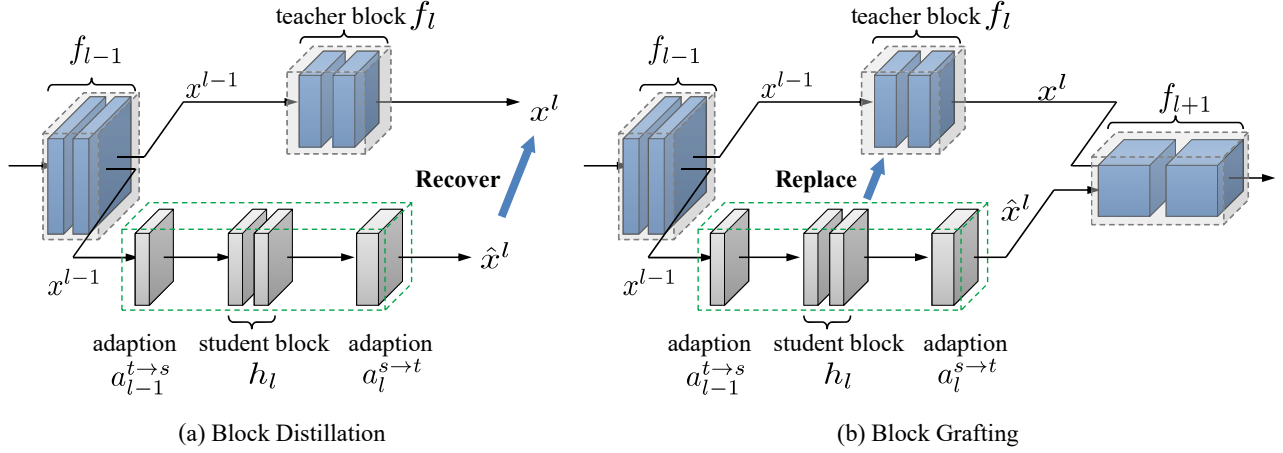 teacher block f_l
f_{l-1}
x^{l-1}
x^l
Recover
x̂^l
x^{l-1}
adaption student block adaption
a_{l-1}^{t→s} h_l a_l^{s→t}
(a) Block Distillation
teacher block f_l
f_{l-1}
x^{l-1}
x^l
f_{l+1}
Replace
x̂^l
x^{l-1}
adaption student block adaption
a_{l-1}^{t→s} h_l a_l^{s→t}
(b) Block Grafting